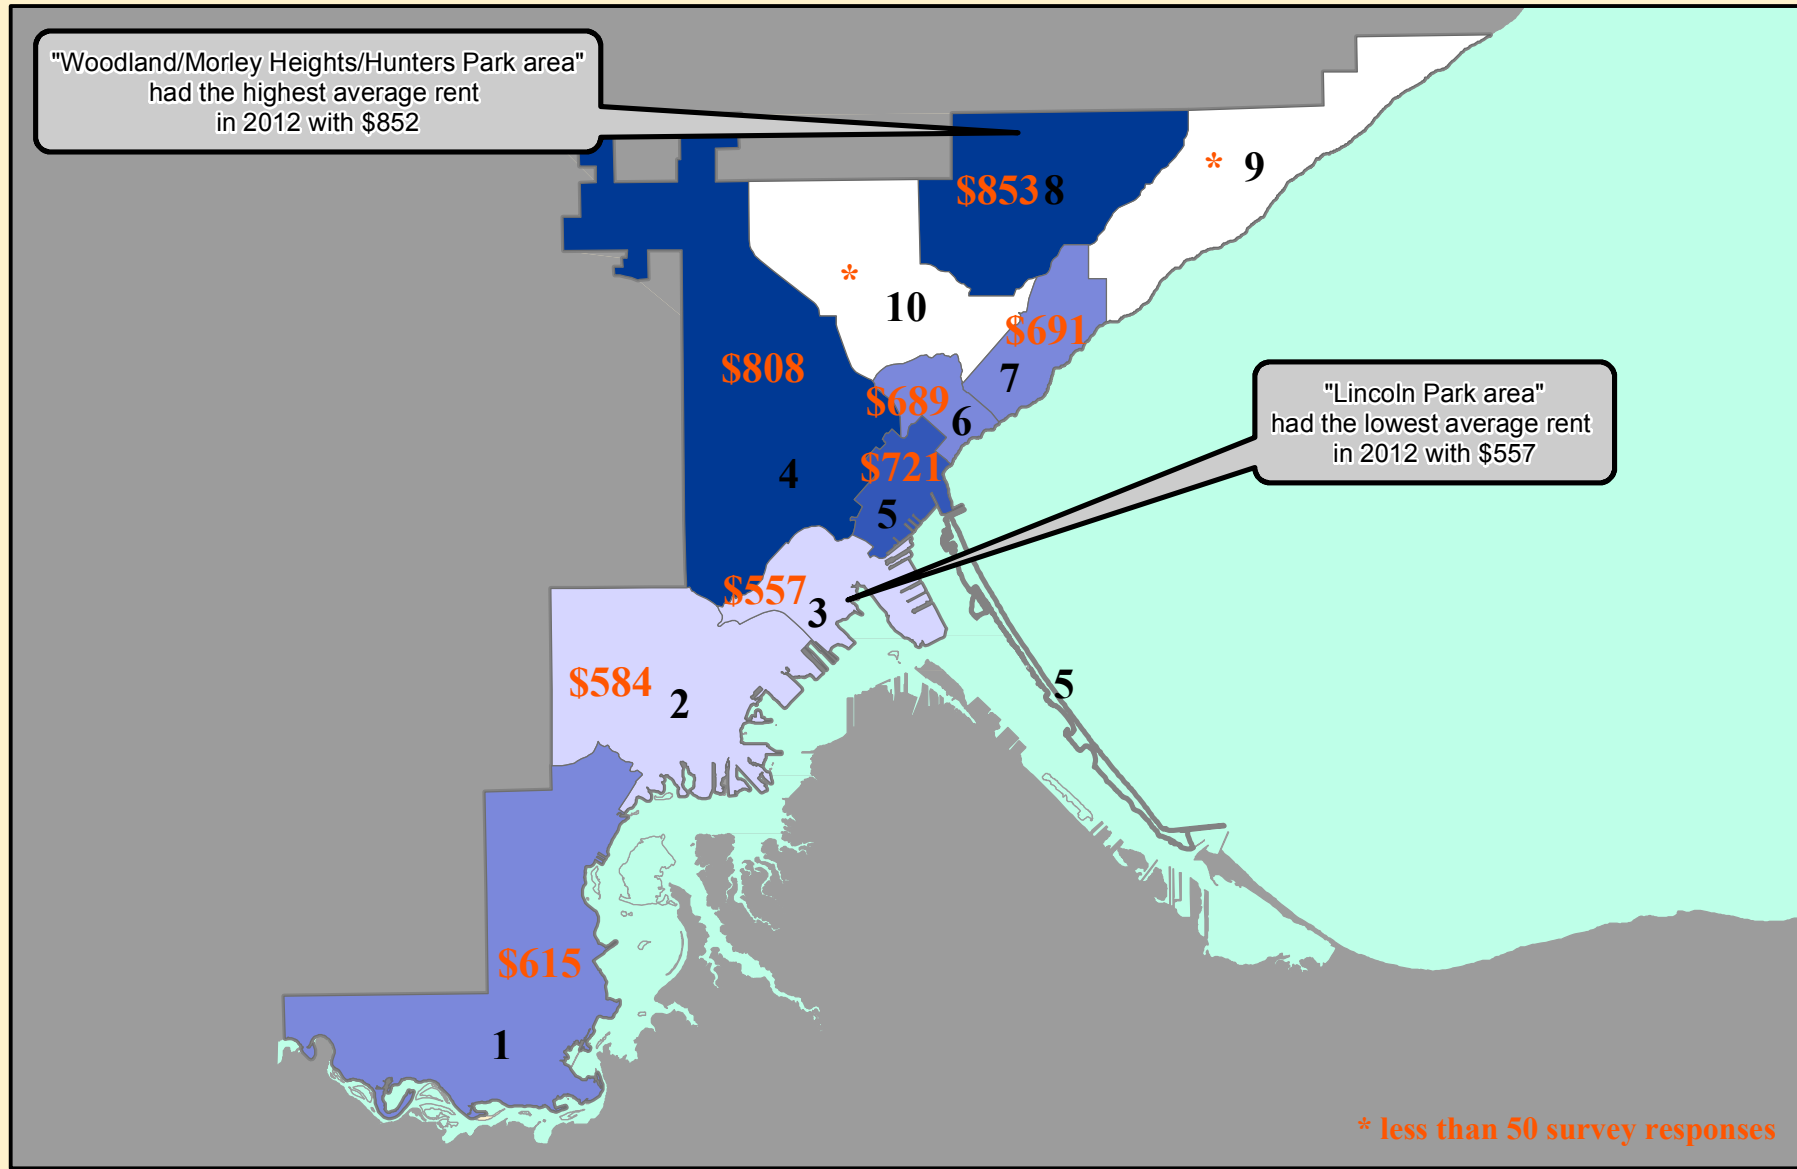 "Woodland/Morley Heights/Hunters Park area"
had the highest average rent
in 2012 with $852
* 9
$853 8
* 10
$691
7
$808
$689
6
"Lincoln Park area"
had the lowest average rent
in 2012 with $557
4
$721
5
$557
3
$584
2
5
$615
1
* less than 50 survey responses